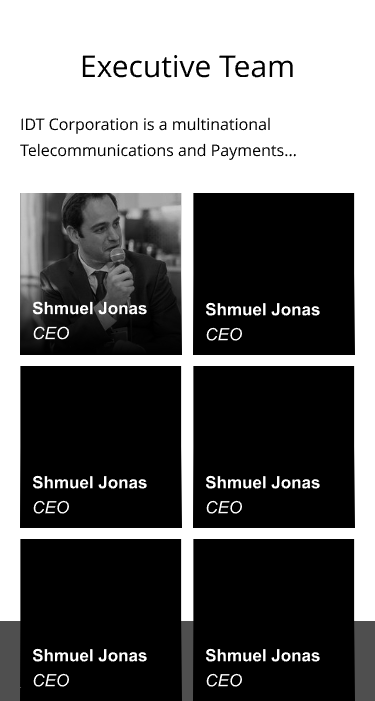 Executive Team
IDT Corporation is a multinational
Telecommunications and Payments...
Shmuel Jonas
CEO
Shmuel Jonas
CEO
Shmuel Jonas
CEO
Shmuel Jonas
CEO
Shmuel Jonas
CEO
Shmuel Jonas
CEO